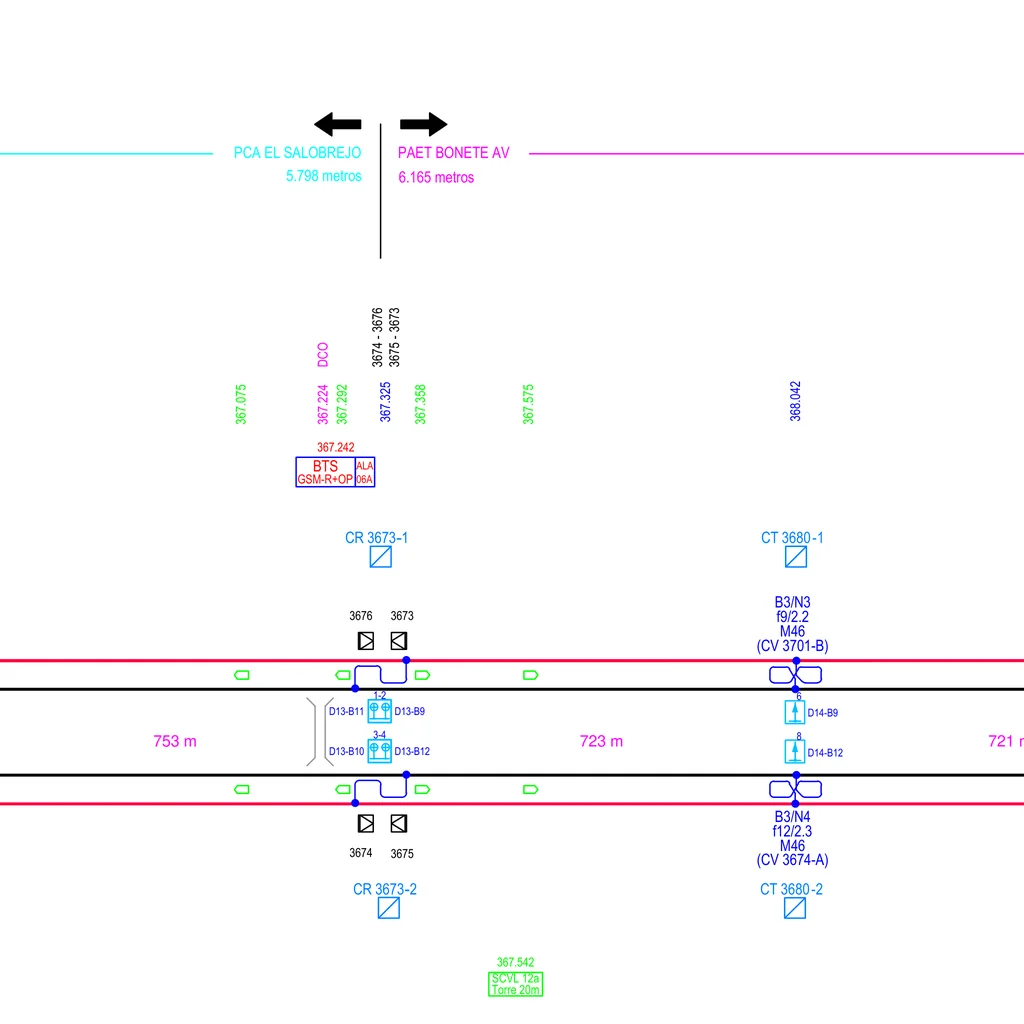 PCA EL SALOBREJO
PAET BONETE AV
5.798 metros
6.165 metros
3674 - 3676
3675 - 3673
DCO
367.075
367.224
367.292
367.325
367.358
367.575
368.042
367.242
BTS
GSM-R+OP
ALA
06A
CR 3673-1
CT 3680-1
3676
3673
B3/N3
f9/2.2
M46
(CV 3701-B)
1-2
D13-B11
D13-B9
6
D14-B9
753 m
723 m
721 m
3-4
D13-B10
D13-B12
8
D14-B12
3674
3675
B3/N4
f12/2.3
M46
(CV 3674-A)
CR 3673-2
CT 3680-2
367.542
SCVL 12a
Torre 20m